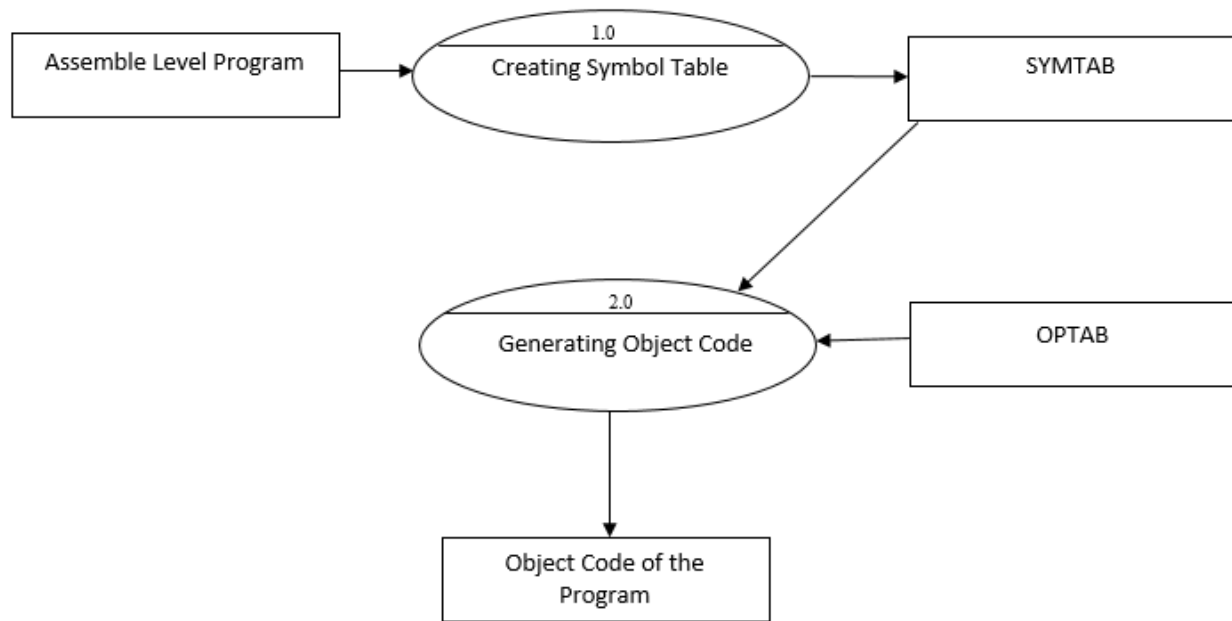 Assemble Level Program
1.0
Creating Symbol Table
SYMTAB
2.0
Generating Object Code
OPTAB
Object Code of the
Program